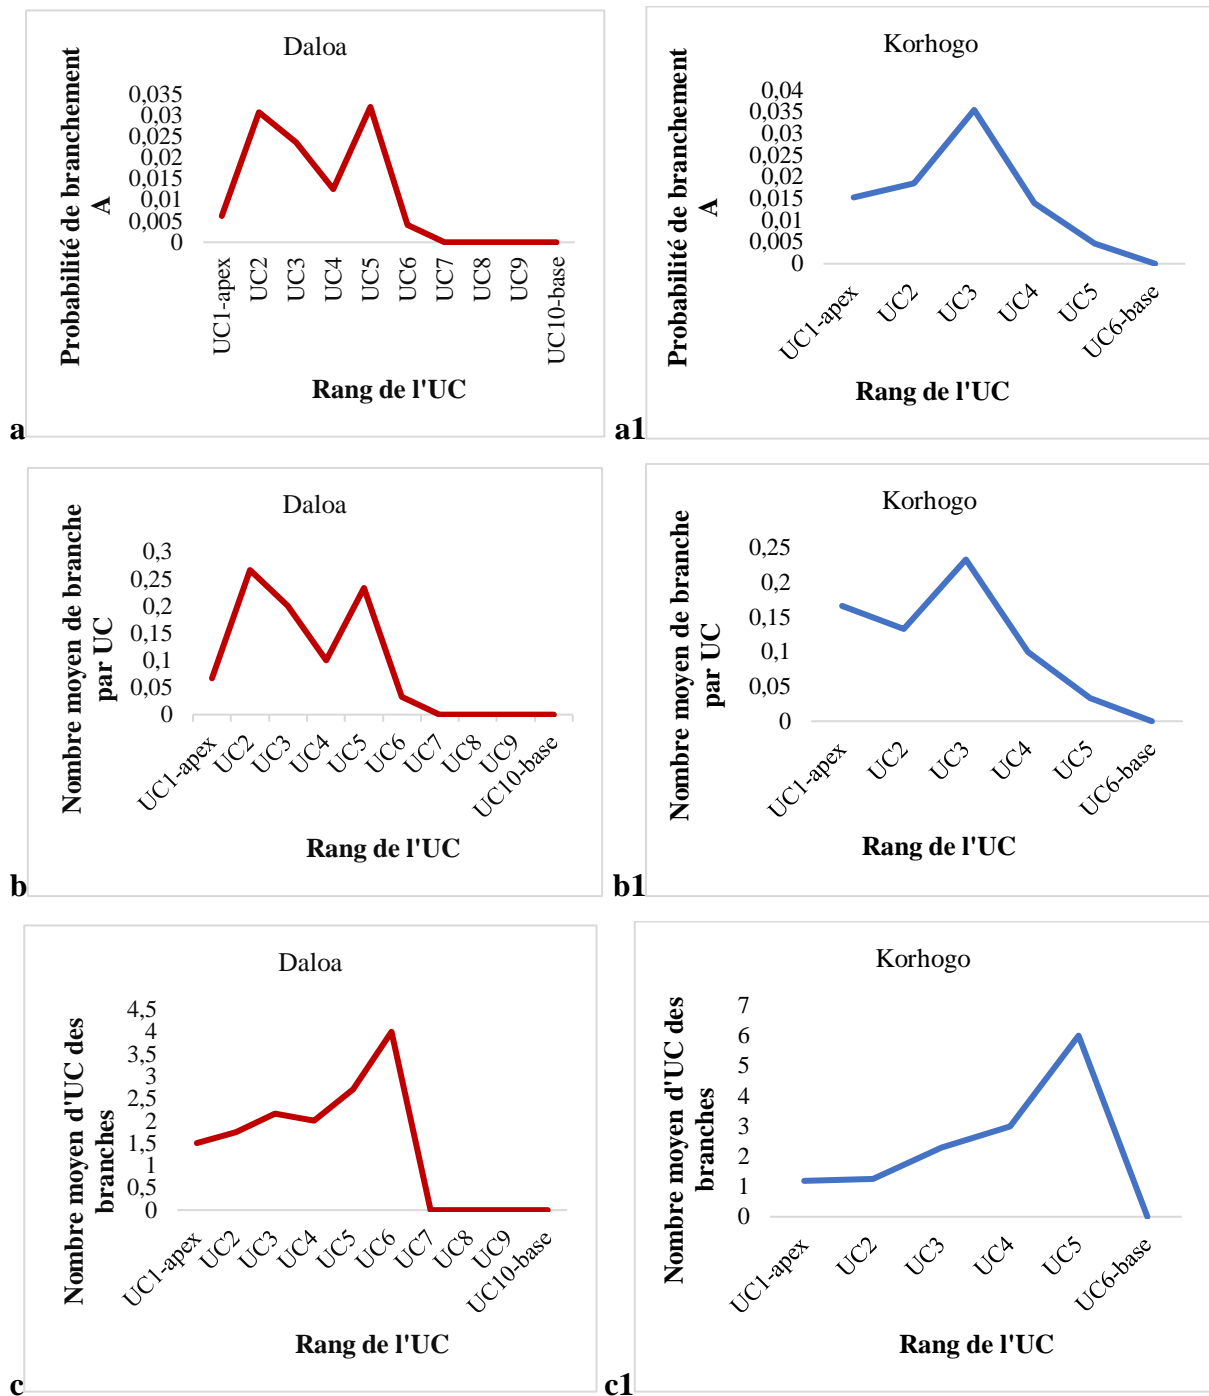 Daloa
Probabilité de branchement
A
0,035
0,03
0,025
0,02
0,015
0,01
0,005
0
UC1-apex
UC2
UC3
UC4
UC5
UC6
UC7
UC8
UC9
UC10-base
Rang de l'UC
a
Korhogo
Probabilité de branchement
A
0,04
0,035
0,03
0,025
0,02
0,015
0,01
0,005
0
UC1-apex
UC2
UC3
UC4
UC5
UC6-base
Rang de l'UC
a1
Daloa
Nombre moyen de branche
par UC
0,3
0,25
0,2
0,15
0,1
0,05
0
UC1-apex
UC2
UC3
UC4
UC5
UC6
UC7
UC8
UC9
UC10-base
Rang de l'UC
b
Korhogo
Nombre moyen de branche
par UC
0,25
0,2
0,15
0,1
0,05
0
UC1-apex
UC2
UC3
UC4
UC5
UC6-base
Rang de l'UC
b1
Daloa
Nombre moyen d'UC des
branches
4,5
4
3,5
3
2,5
2
1,5
1
0,5
0
UC1-apex
UC2
UC3
UC4
UC5
UC6
UC7
UC8
UC9
UC10-base
Rang de l'UC
c
Korhogo
Nombre moyen d'UC des
branches
7
6
5
4
3
2
1
0
UC1-apex
UC2
UC3
UC4
UC5
UC6-base
Rang de l'UC
c1